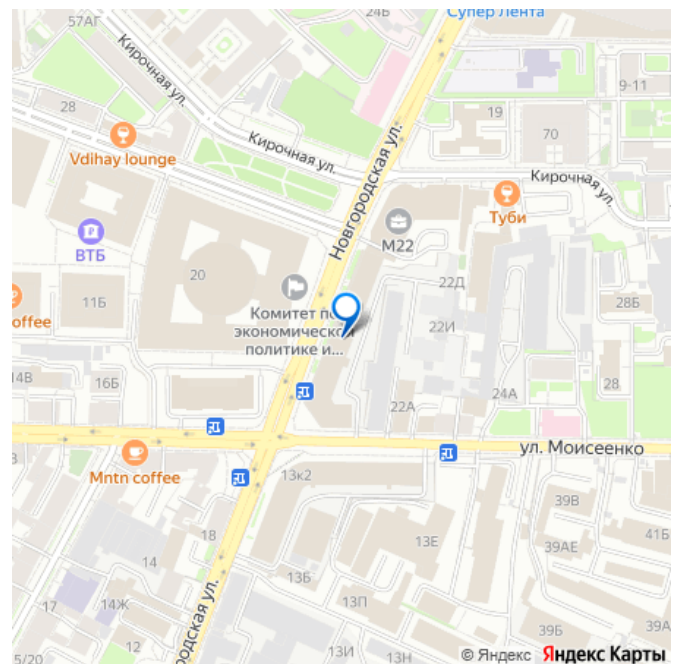 57АГ
24Б
Супер Лента
Кирочная ул.
9-11
28
19
70
Vdihay lounge
Кирочная ул.
Новгородская ул.
Кирочная ул.
Туби
М22
ВТБ
20
22Д
11Б
Комитет по
экономической
политике и...
22И
28Б
offee
14В
16Б
24А
28
22А
ул. Моисеенко
Mntn coffee
13к2
39В
18
13Е
41Б
14
39АЕ
13Б
17
14Ж
13П
родская ул.
12
39Б
5/20
13И
13Н
© Яндекс Яндекс Карты